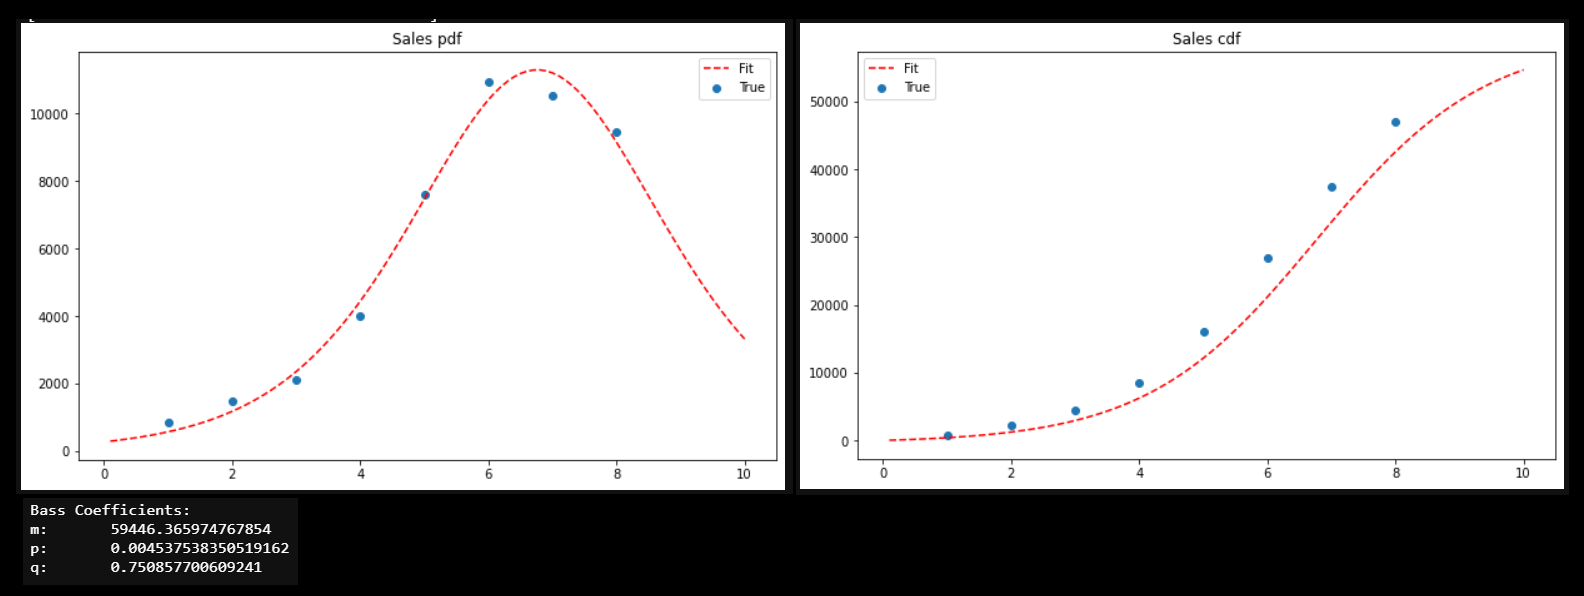 Sales pdf
Fit
True
10000
8000
6000
4000
2000
0
0 2 4 6 8 10
Sales cdf
Fit
True
50000
40000
30000
20000
10000
0
0 2 4 6 8 10
Bass Coefficients:
m: 59446.365974767854
p: 0.004537538350519162
q: 0.750857700609241